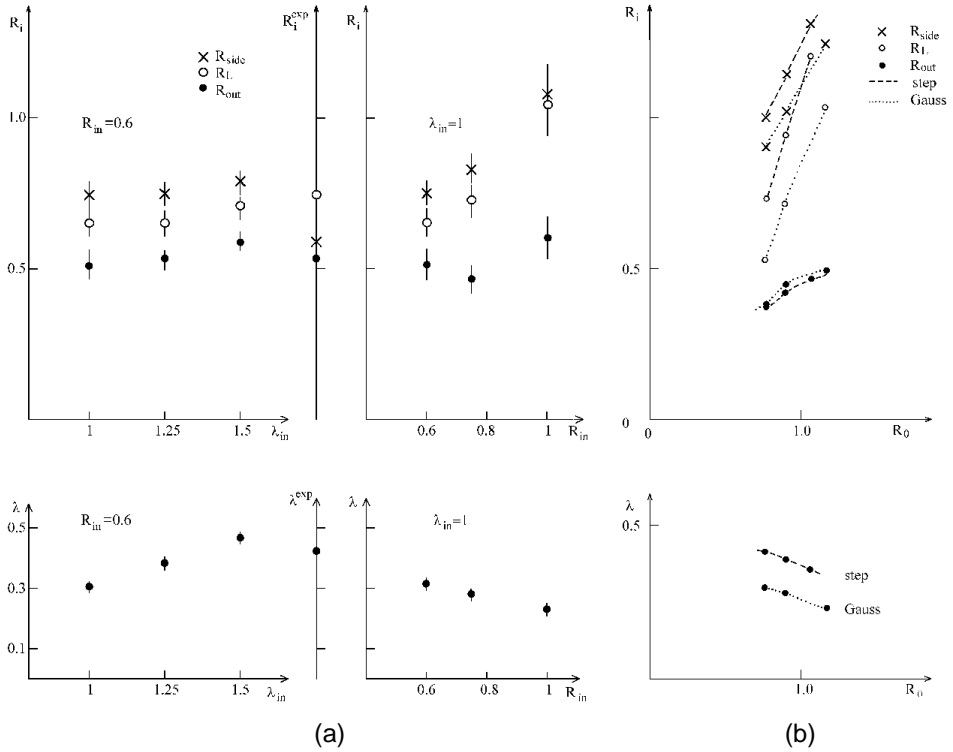 R_i
R_side
R_L
R_out
1.0
R_in=0.6
0.5
1
1.25
1.5
λ_in
R_i^exp
R_i
λ_in=1
0.6
0.8
1
R_in
R_i
R_side
R_L
R_out
step
Gauss
0.5
0
0
1.0
R_0
λ
R_in=0.6
0.5
0.3
0.1
1
1.25
1.5
λ_in
λ^exp
λ
λ_in=1
0.6
0.8
1
R_in
λ
0.5
step
Gauss
1.0
R_0
(a)
(b)